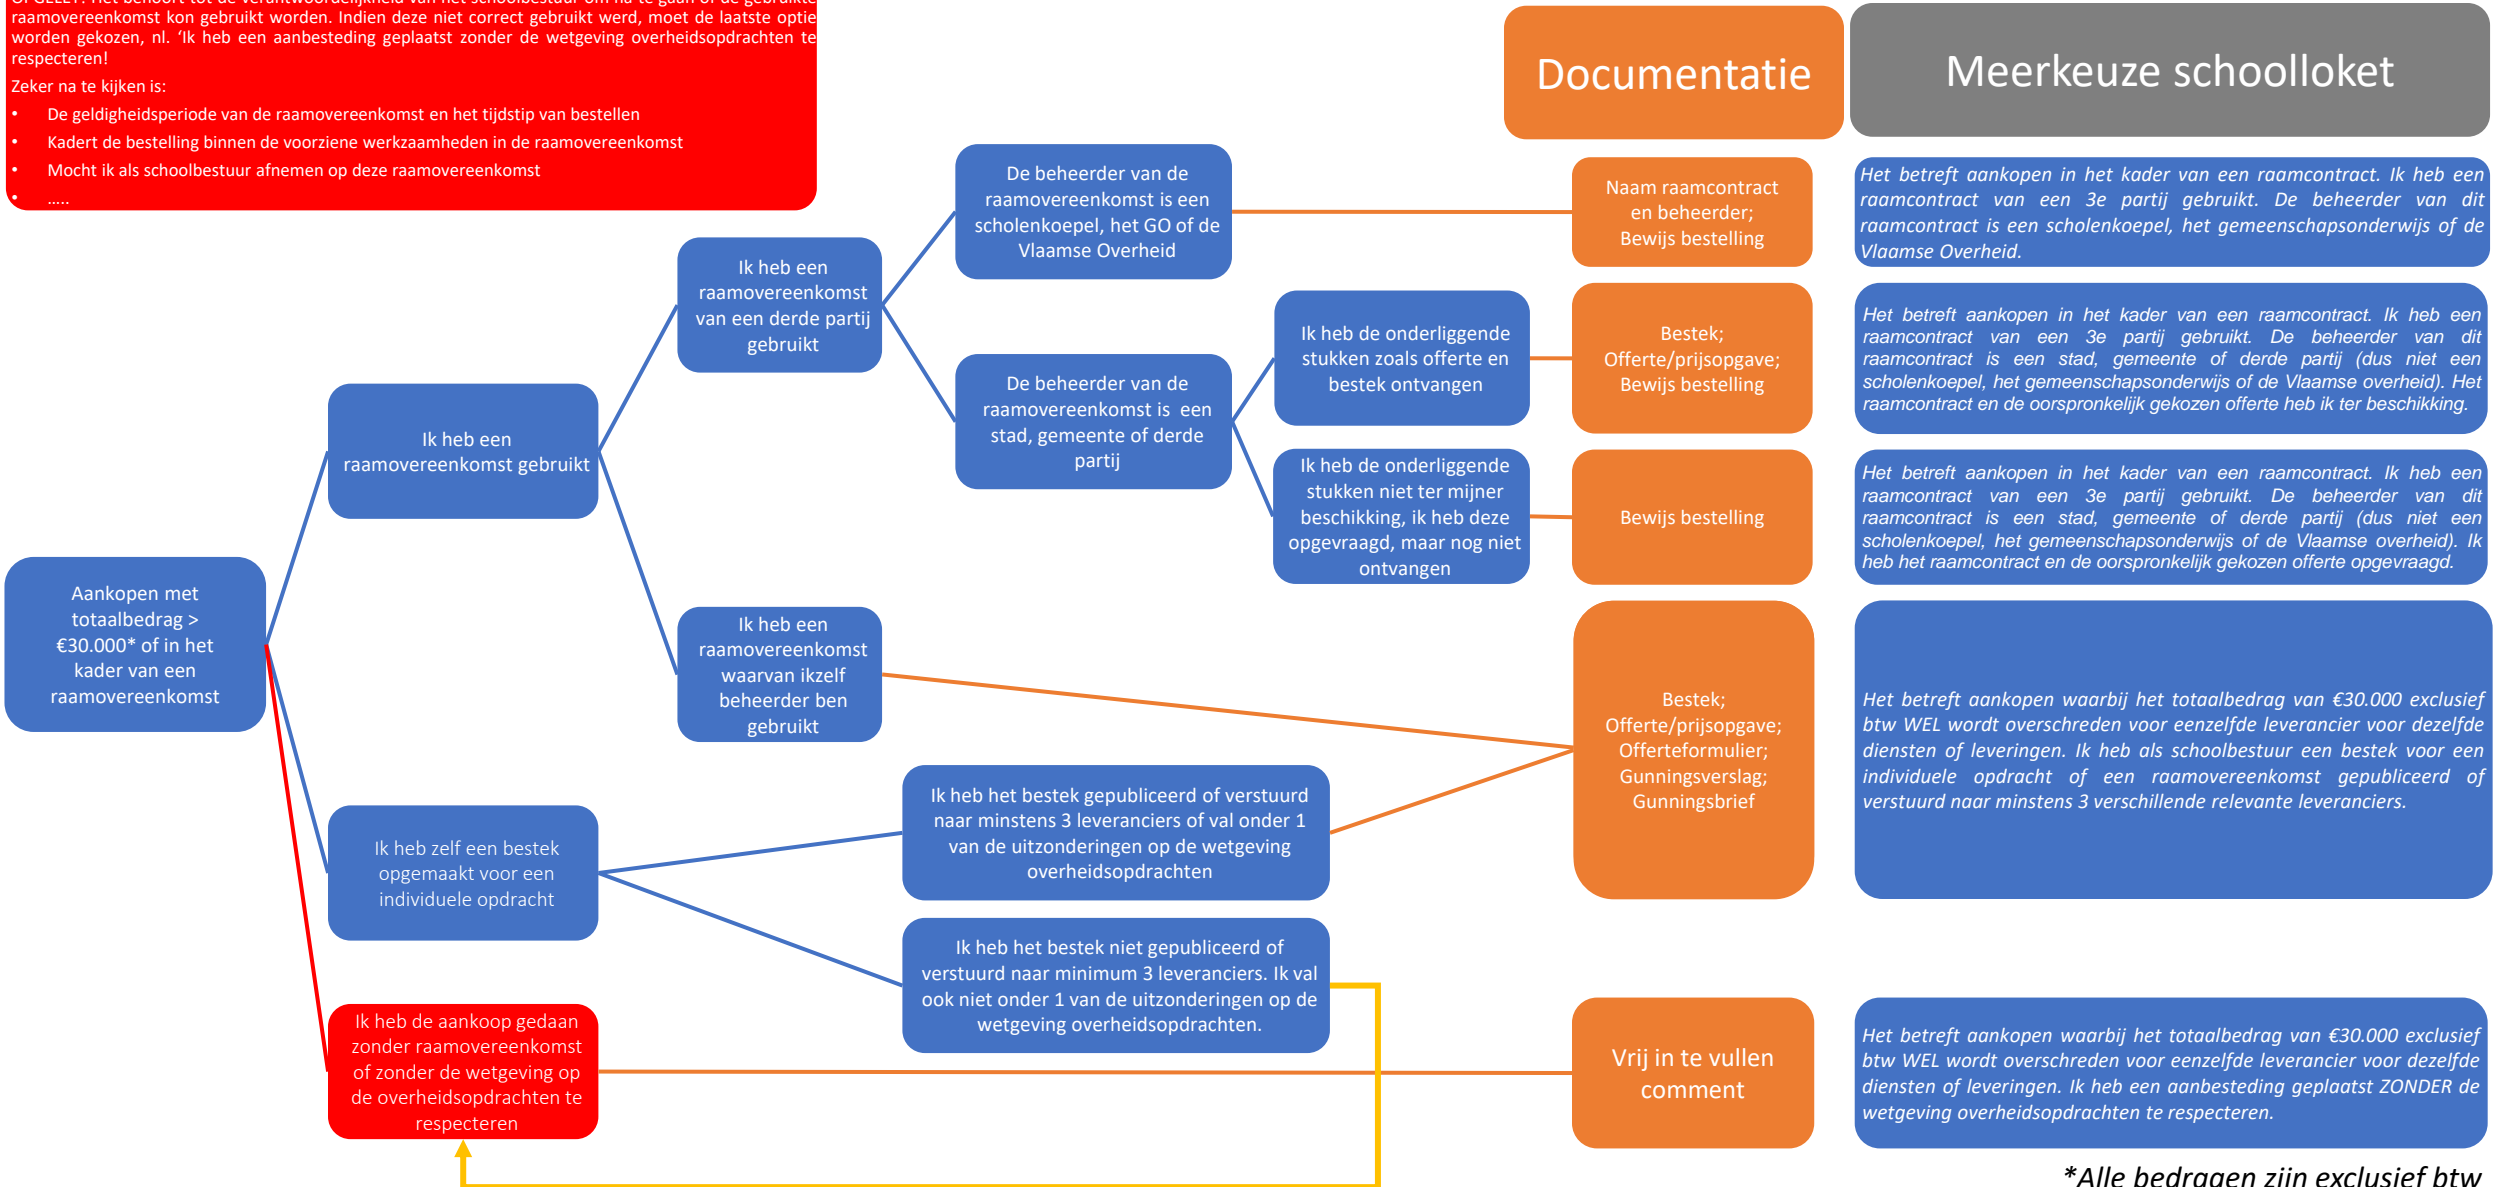 OPGELET! Het behoort tot de verantwoordelijkheid van het schoolbestuur om na te gaan of de gebruikte
raamovereenkomst kon gebruikt worden. Indien deze niet correct gebruikt werd, moet de laatste optie
worden gekozen, nl. ‘Ik heb een aanbesteding geplaatst zonder de wetgeving overheidsopdrachten te
respecteren!
Zeker na te kijken is:
• De geldigheidsperiode van de raamovereenkomst en het tijdstip van bestellen
• Kadert de bestelling binnen de voorziene werkzaamheden in de raamovereenkomst
• Mocht ik als schoolbestuur afnemen op deze raamovereenkomst
• …..
Documentatie
Meerkeuze schoolloket
Aankopen met
totaalbedrag >
€30.000* of in het
kader van een
raamovereenkomst
Ik heb een
raamovereenkomst gebruikt
Ik heb zelf een bestek
opgemaakt voor een
individuele opdracht
Ik heb de aankoop gedaan
zonder raamovereenkomst
of zonder de wetgeving op
de overheidsopdrachten te
respecteren
Ik heb een
raamovereenkomst
van een derde partij
gebruikt
Ik heb een
raamovereenkomst
waarvan ikzelf
beheerder ben
gebruikt
De beheerder van de
raamovereenkomst is een
scholenkoepel, het GO of de
Vlaamse Overheid
De beheerder van de
raamovereenkomst is een
stad, gemeente of derde
partij
Ik heb de onderliggende
stukken zoals offerte en
bestek ontvangen
Ik heb de onderliggende
stukken niet ter mijner
beschikking, ik heb deze
opgevraagd, maar nog niet
ontvangen
Ik heb het bestek gepubliceerd of verstuurd
naar minstens 3 leveranciers of val onder 1
van de uitzonderingen op de wetgeving
overheidsopdrachten
Ik heb het bestek niet gepubliceerd of
verstuurd naar minimum 3 leveranciers. Ik val
ook niet onder 1 van de uitzonderingen op de
wetgeving overheidsopdrachten.
Naam raamcontract
en beheerder;
Bewijs bestelling
Bestek;
Offerte/prijsopgave;
Bewijs bestelling
Bewijs bestelling
Bestek;
Offerte/prijsopgave;
Offerteformulier;
Gunningsverslag;
Gunningsbrief
Vrij in te vullen
comment
Het betreft aankopen in het kader van een raamcontract. Ik heb een
raamcontract van een 3e partij gebruikt. De beheerder van dit
raamcontract is een scholenkoepel, het gemeenschapsonderwijs of de
Vlaamse Overheid.
Het betreft aankopen in het kader van een raamcontract. Ik heb een
raamcontract van een 3e partij gebruikt. De beheerder van dit
raamcontract is een stad, gemeente of derde partij (dus niet een
scholenkoepel, het gemeenschapsonderwijs of de Vlaamse overheid). Het
raamcontract en de oorspronkelijk gekozen offerte heb ik ter beschikking.
Het betreft aankopen in het kader van een raamcontract. Ik heb een
raamcontract van een 3e partij gebruikt. De beheerder van dit
raamcontract is een stad, gemeente of derde partij (dus niet een
scholenkoepel, het gemeenschapsonderwijs of de Vlaamse overheid). Ik
heb het raamcontract en de oorspronkelijk gekozen offerte opgevraagd.
Het betreft aankopen waarbij het totaalbedrag van €30.000 exclusief
btw WEL wordt overschreden voor eenzelfde leverancier voor dezelfde
diensten of leveringen. Ik heb als schoolbestuur een bestek voor een
individuele opdracht of een raamovereenkomst gepubliceerd of
verstuurd naar minstens 3 verschillende relevante leveranciers.
Het betreft aankopen waarbij het totaalbedrag van €30.000 exclusief
btw WEL wordt overschreden voor eenzelfde leverancier voor dezelfde
diensten of leveringen. Ik heb een aanbesteding geplaatst ZONDER de
wetgeving overheidsopdrachten te respecteren.
*Alle bedragen zijn exclusief btw